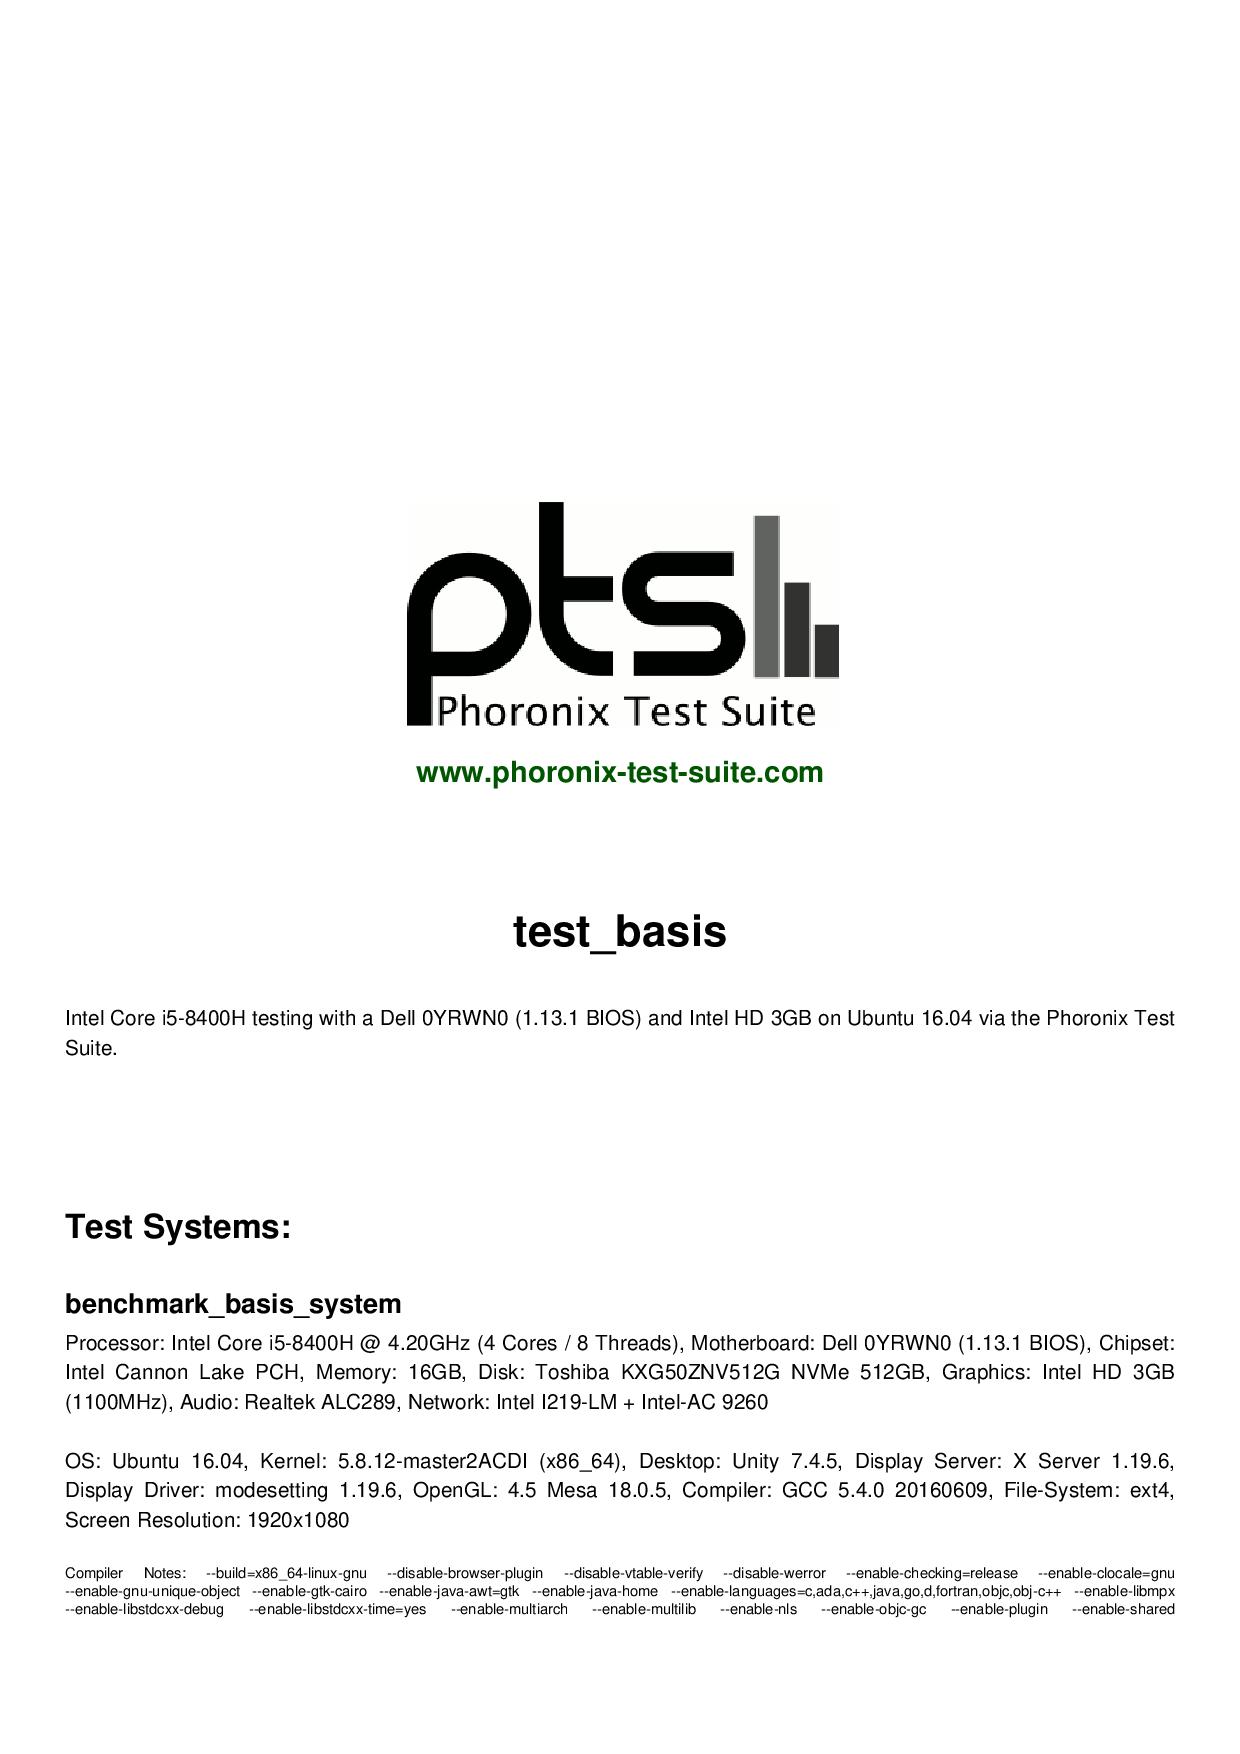 pts
Phoronix Test Suite
www.phoronix-test-suite.com
test_basis
Intel Core i5-8400H testing with a Dell 0YRWN0 (1.13.1 BIOS) and Intel HD 3GB on Ubuntu 16.04 via the Phoronix Test
Suite.
Test Systems:
benchmark_basis_system
Processor: Intel Core i5-8400H @ 4.20GHz (4 Cores / 8 Threads), Motherboard: Dell 0YRWN0 (1.13.1 BIOS), Chipset:
Intel Cannon Lake PCH, Memory: 16GB, Disk: Toshiba KXG50ZNV512G NVMe 512GB, Graphics: Intel HD 3GB
(1100MHz), Audio: Realtek ALC289, Network: Intel I219-LM + Intel-AC 9260
OS: Ubuntu 16.04, Kernel: 5.8.12-master2ACDI (x86_64), Desktop: Unity 7.4.5, Display Server: X Server 1.19.6,
Display Driver: modesetting 1.19.6, OpenGL: 4.5 Mesa 18.0.5, Compiler: GCC 5.4.0 20160609, File-System: ext4,
Screen Resolution: 1920x1080
Compiler Notes: --build=x86_64-linux-gnu --disable-browser-plugin --disable-vtable-verify --disable-werror --enable-checking=release --enable-clocale=gnu
--enable-gnu-unique-object --enable-gtk-cairo --enable-java-awt=gtk --enable-java-home --enable-languages=c,ada,c++,java,go,d,fortran,objc,obj-c++ --enable-libmpx
--enable-libstdcxx-debug --enable-libstdcxx-time=yes --enable-multiarch --enable-multilib --enable-nls --enable-objc-gc --enable-plugin --enable-shared